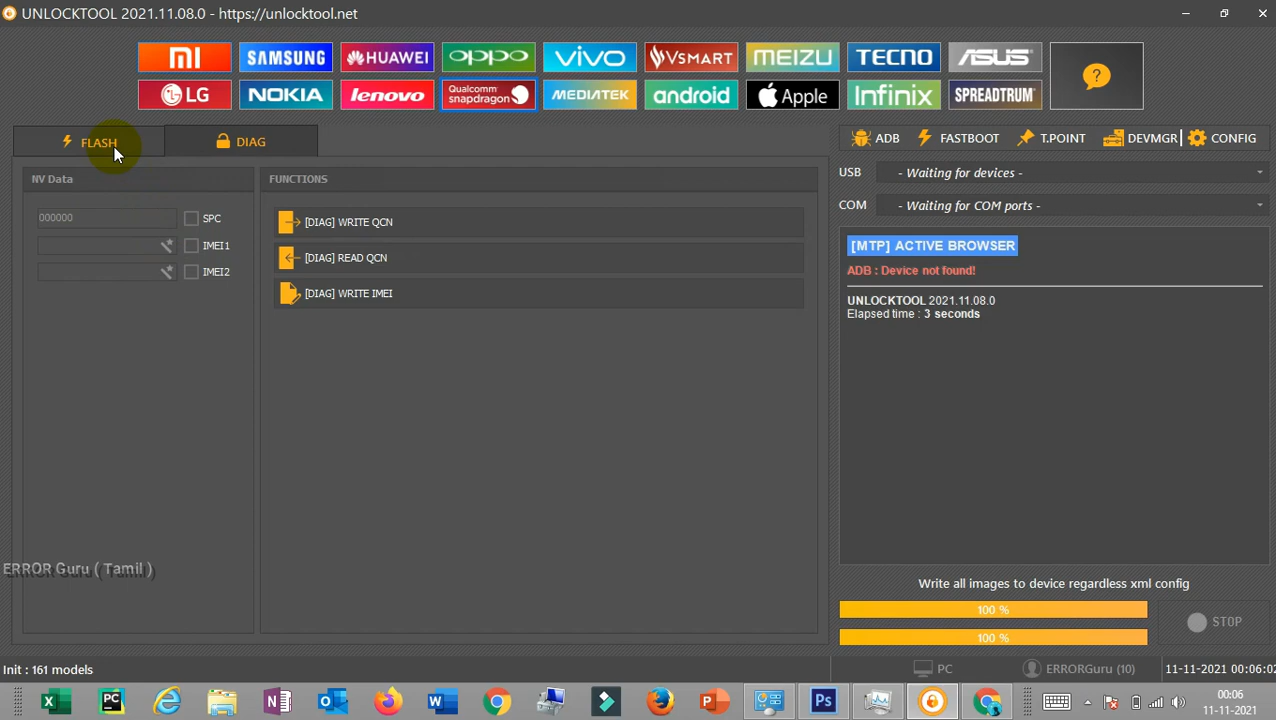 UNLOCKTOOL 2021.11.08.0 - https://unlocktool.net
mi SAMSUNG HUAWEI oppo vivo VSMART MEIZU TECNO ASUS ?
LG NOKIA lenovo Qualcomm snapdragon MEDIATEK android Apple Infinix SPREADTRUM
FLASH DIAG
ADB FASTBOOT T.POINT DEVMGR CONFIG
NV Data
000000 SPC
IMEI1
IMEI2
FUNCTIONS
[DIAG] WRITE QCN
[DIAG] READ QCN
[DIAG] WRITE IMEI
USB - Waiting for devices -
COM - Waiting for COM ports -
[MTP] ACTIVE BROWSER
ADB : Device not found!
UNLOCKTOOL 2021.11.08.0
Elapsed time : 3 seconds
ERROR Guru ( Tamil )
Write all images to device regardless xml config
100 %
100 %
STOP
Init : 161 models
PC ERRORGuru (10) 11-11-2021 00:06:02
00:06
11-11-2021